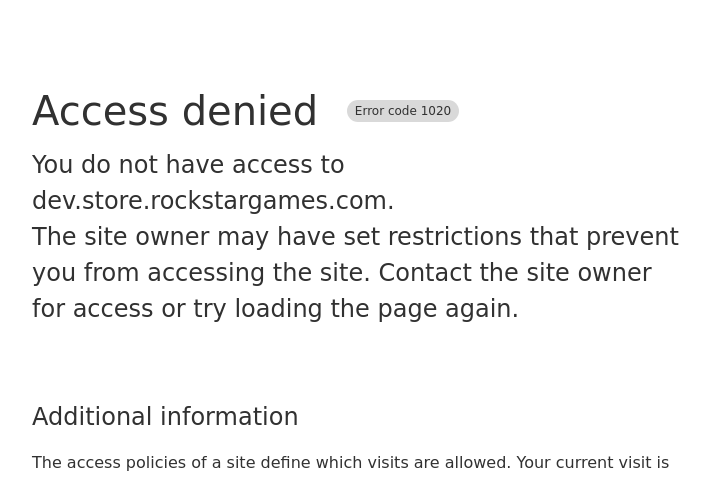 Access denied Error code 1020
You do not have access to
dev.store.rockstargames.com.
The site owner may have set restrictions that prevent
you from accessing the site. Contact the site owner
for access or try loading the page again.
Additional information
The access policies of a site define which visits are allowed. Your current visit is